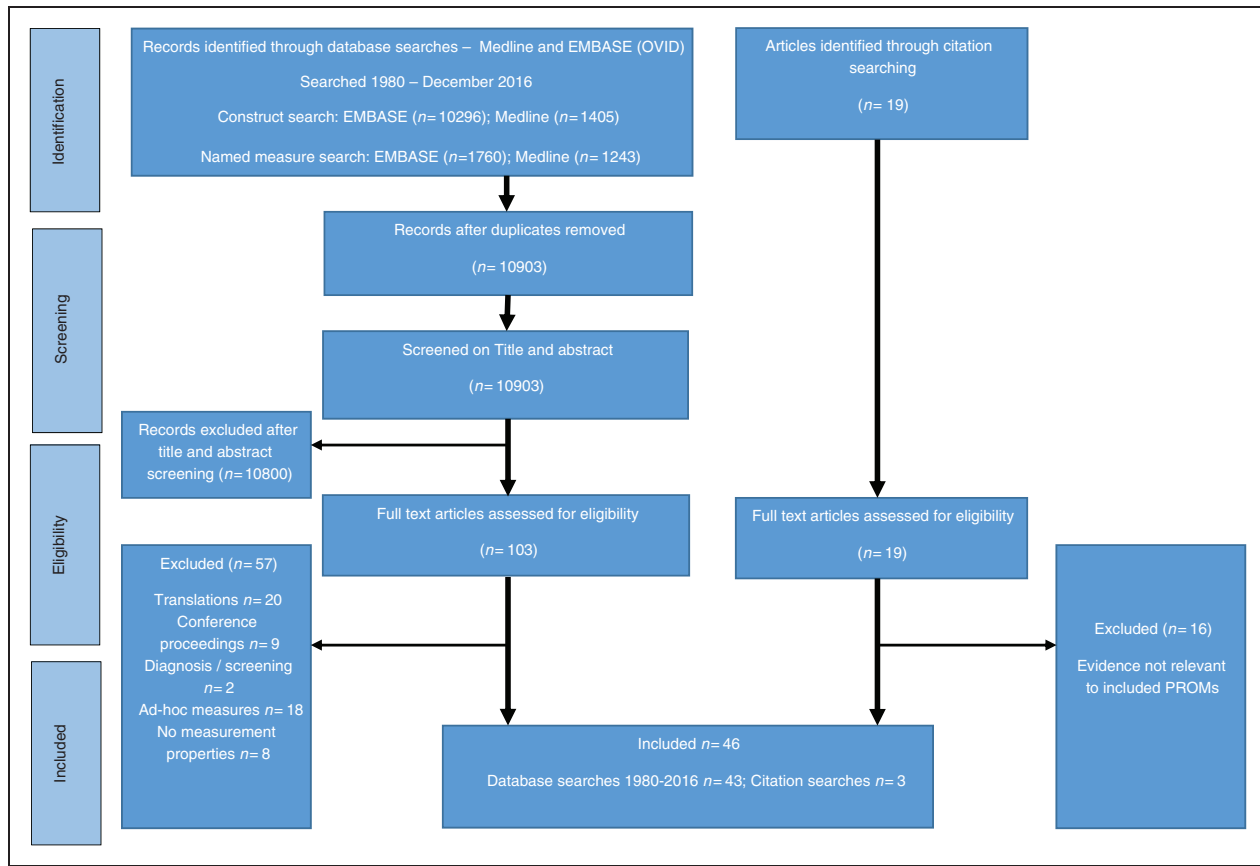 Identification
Records identified through database searches – Medline and EMBASE (OVID)
Searched 1980 – December 2016
Construct search: EMBASE (n=10296); Medline (n=1405)
Named measure search: EMBASE (n=1760); Medline (n=1243)
Articles identified through citation
searching
(n=19)
Records after duplicates removed
(n=10903)
Screening
Screened on Title and abstract
(n=10903)
Records excluded after
title and abstract
screening (n=10800)
Eligibility
Full text articles assessed for eligibility
(n=103)
Full text articles assessed for eligibility
(n=19)
Excluded (n=57)
Translations n=20
Conference
proceedings n=9
Diagnosis / screening
n=2
Ad-hoc measures n=18
No measurement
properties n=8
Excluded (n=16)
Evidence not relevant
to included PROMs
Included
Included n=46
Database searches 1980-2016 n=43; Citation searches n=3